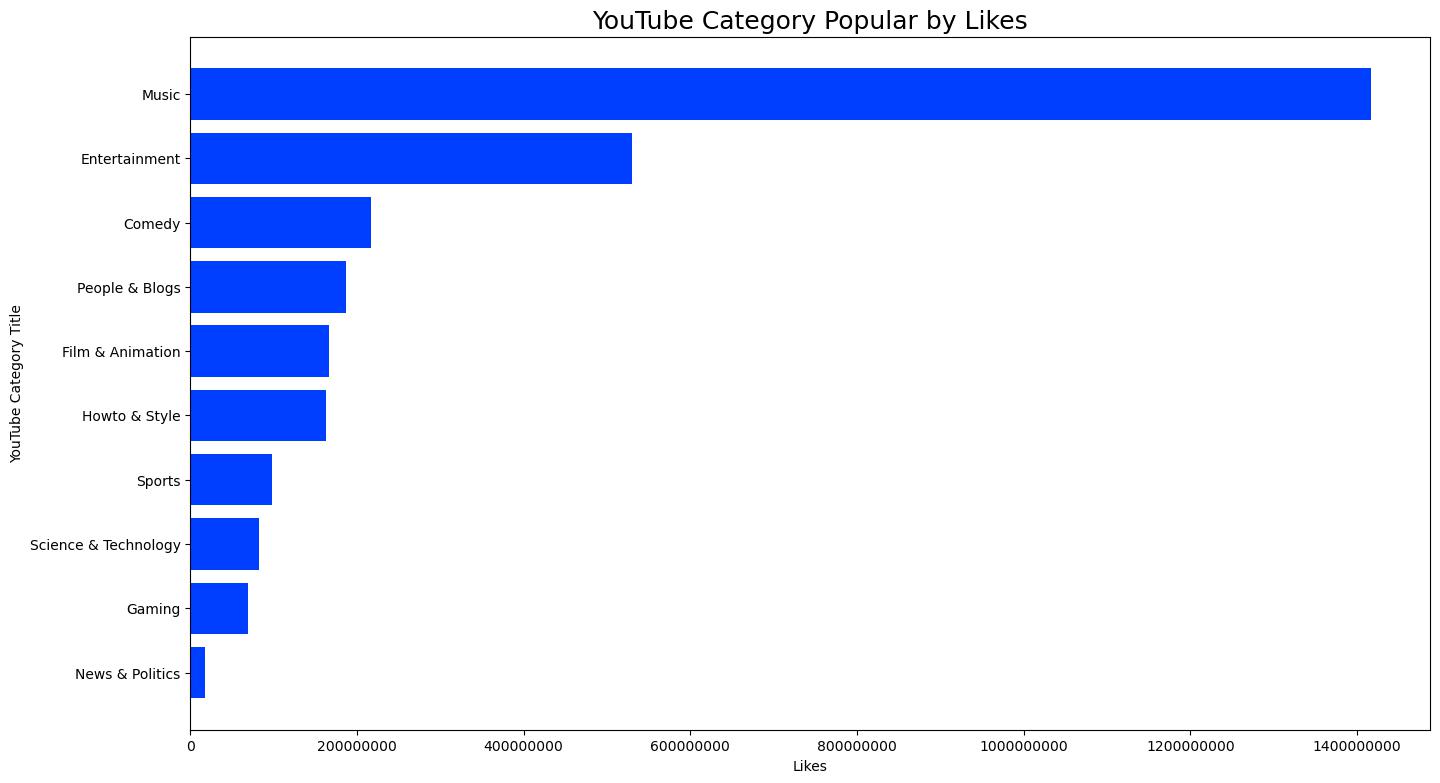 YouTube Category Popular by Likes
YouTube Category Title
Music
Entertainment
Comedy
People & Blogs
Film & Animation
Howto & Style
Sports
Science & Technology
Gaming
News & Politics
0 200000000 400000000 600000000 800000000 1000000000 1200000000 1400000000
Likes